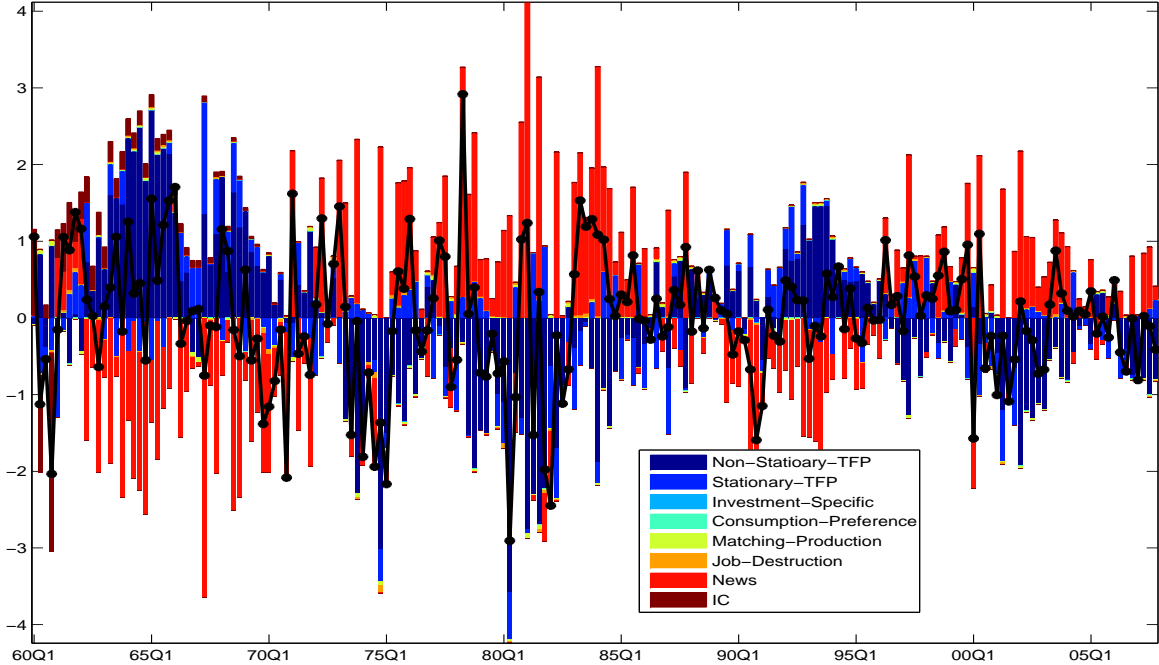 4
3
2
1
0
−1
−2
−3
−4
Non−Statioary−TFP
Stationary−TFP
Investment−Specific
Consumption−Preference
Matching−Production
Job−Destruction
News
IC
60Q1 65Q1 70Q1 75Q1 80Q1 85Q1 90Q1 95Q1 00Q1 05Q1